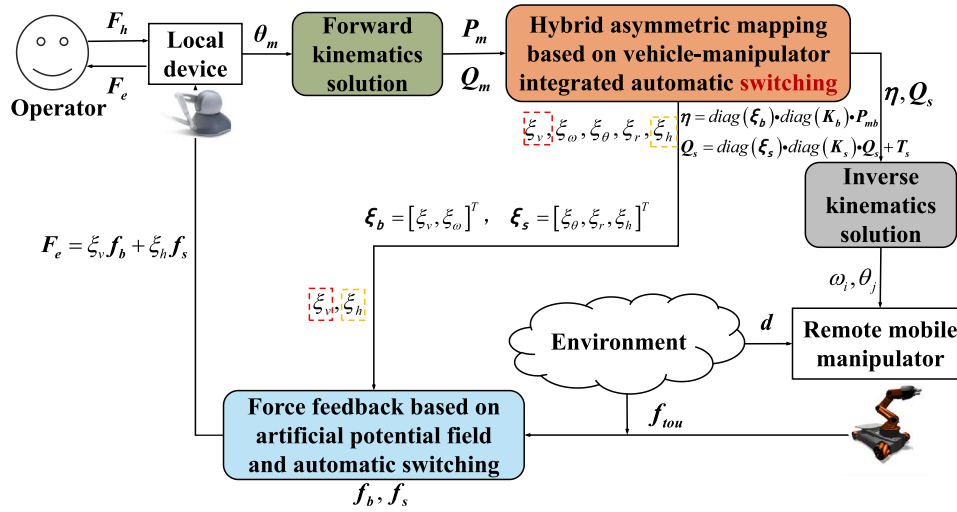 F_h
F_e
Operator
Local
device
θ_m
Forward
kinematics
solution
P_m
Q_m
Hybrid asymmetric mapping
based on vehicle-manipulator
integrated automatic switching
η, Q_s
ξ_v, ξ_ω, ξ_θ, ξ_r, ξ_h
η = diag(ξ_b)•diag(K_b)•P_mb
Q_s = diag(ξ_s)•diag(K_s)•Q_s + T_s
Inverse
kinematics
solution
ξ_b = [ξ_v, ξ_ω]^T, ξ_s = [ξ_θ, ξ_r, ξ_h]^T
F_e = ξ_v f_b + ξ_h f_s
ω_i, θ_j
ξ_v, ξ_h
Environment
d
Remote mobile
manipulator
Force feedback based on
artificial potential field
and automatic switching
f_tou
f_b, f_s